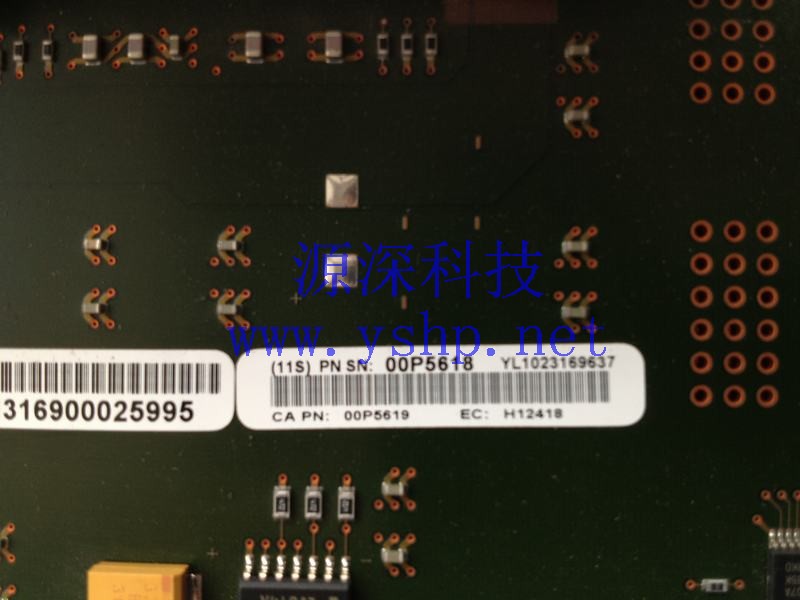 源深科技
www.yshp.net
(11S) PN SN: 00P5618 YL1023169637
CA PN: 00P5619 EC: H12418
316900025995